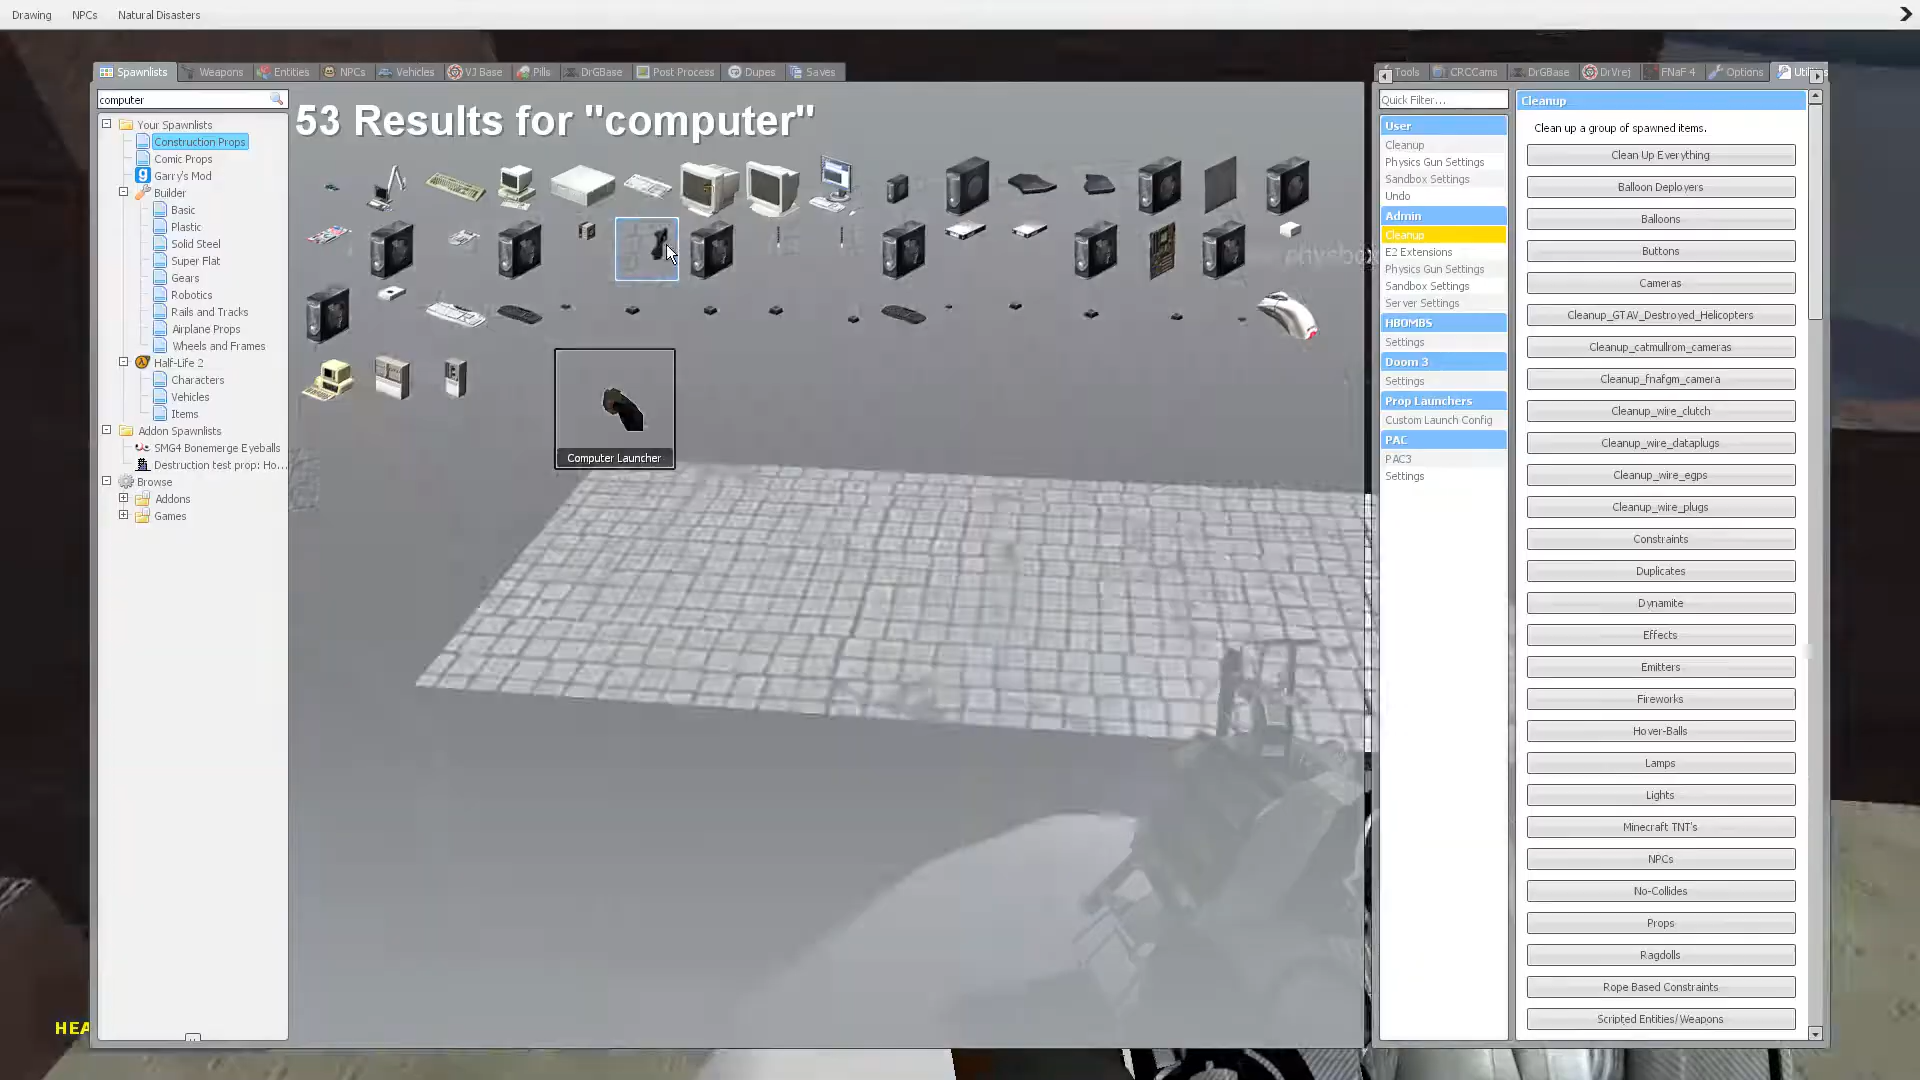 Drawing NPCs Natural Disasters
Spawnlists Weapons Entities NPCs Vehicles VJ Base Pills DrGBase Post Process Dupes Saves
Tools CRCCams DrGBase DrVrej FNaF 4 Options
computer
53 Results for "computer"
Your Spawnlists
Construction Props
Comic Props
Garry's Mod
Builder
Basic
Plastic
Solid Steel
Super Flat
Gears
Robotics
Rails and Tracks
Airplane Props
Wheels and Frames
Half-Life 2
Characters
Vehicles
Items
Addon Spawnlists
SMG4 Bonemerge Eyeballs
Destruction test prop: Ho...
Browse
Addons
Games
Computer Launcher
physbox
HEA
Quick Filter...
User
Cleanup
Physics Gun Settings
Sandbox Settings
Undo
Admin
Cleanup
E2 Extensions
Physics Gun Settings
Sandbox Settings
Server Settings
HBOMBS
Settings
Doom 3
Settings
Prop Launchers
Custom Launch Config
PAC
PAC3
Settings
Cleanup
Clean up a group of spawned items.
Clean Up Everything
Balloon Deployers
Balloons
Buttons
Cameras
Cleanup_GTAV_Destroyed_Helicopters
Cleanup_catmullrom_cameras
Cleanup_fnafgm_camera
Cleanup_wire_clutch
Cleanup_wire_dataplugs
Cleanup_wire_egps
Cleanup_wire_plugs
Constraints
Duplicates
Dynamite
Effects
Emitters
Fireworks
Hover-Balls
Lamps
Lights
Minecraft TNT's
NPCs
No-Collides
Props
Ragdolls
Rope Based Constraints
Scripted Entities/Weapons